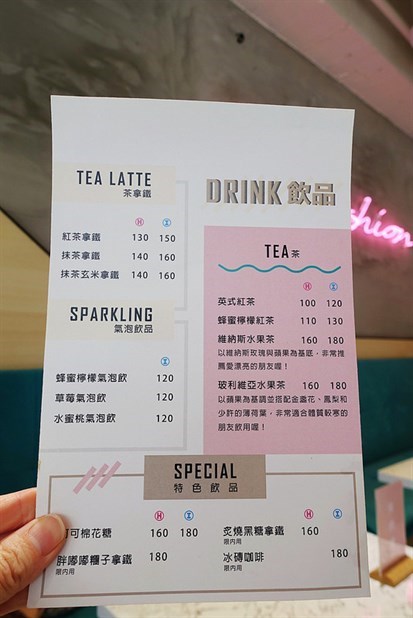 DRINK 飲品
TEA LATTE
茶拿鐵
H I
紅茶拿鐵 130 150
抹茶拿鐵 140 160
抹茶玄米拿鐵 140 160
SPARKLING
氣泡飲品
I
蜂蜜檸檬氣泡飲 120
草莓氣泡飲 120
水蜜桃氣泡飲 120
TEA 茶
H I
英式紅茶 100 120
蜂蜜檸檬紅茶 110 130
維納斯水果茶 160 180
以維納斯玫瑰與蘋果為基底，非常推
薦愛漂亮的朋友喔！
玻利維亞水果茶 160 180
以蘋果為基調並搭配金盞花、鳳梨和
少許的薄荷葉，非常適合體質較寒的
朋友飲用喔！
SPECIAL
特色飲品
H I
可棉花糖 160 180
胖嘟嘟糰子拿鐵 180
限內用
H I
炙燒黑糖拿鐵 160
限內用
冰磚咖啡 180
限內用
hion